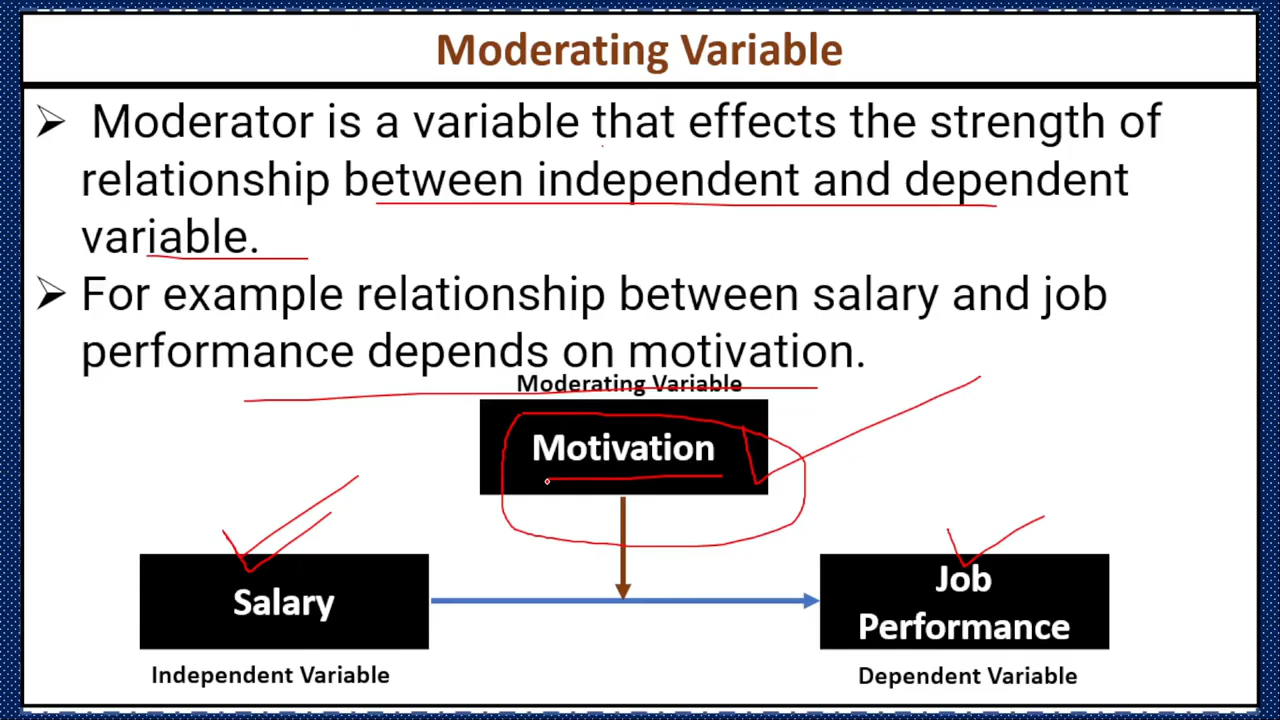 Moderating Variable
➢ Moderator is a variable that effects the strength of
relationship between independent and dependent
variable.
➢ For example relationship between salary and job
performance depends on motivation.
Moderating Variable
Motivation
Salary
Job
Performance
Independent Variable
Dependent Variable